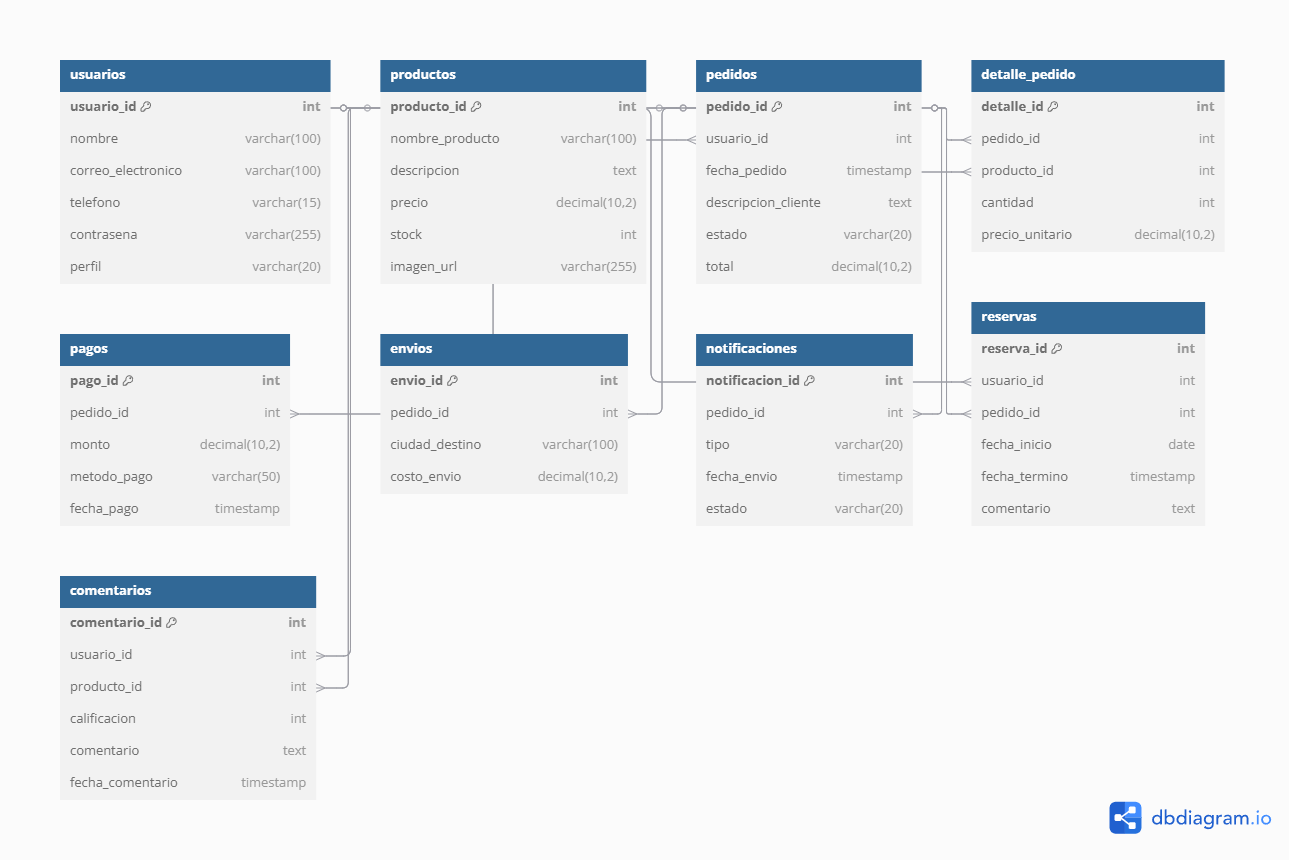 usuarios
usuario_id int
nombre varchar(100)
correo_electronico varchar(100)
telefono varchar(15)
contrasena varchar(255)
perfil varchar(20)
productos
producto_id int
nombre_producto varchar(100)
descripcion text
precio decimal(10,2)
stock int
imagen_url varchar(255)
pedidos
pedido_id int
usuario_id int
fecha_pedido timestamp
descripcion_cliente text
estado varchar(20)
total decimal(10,2)
detalle_pedido
detalle_id int
pedido_id int
producto_id int
cantidad int
precio_unitario decimal(10,2)
pagos
pago_id int
pedido_id int
monto decimal(10,2)
metodo_pago varchar(50)
fecha_pago timestamp
envios
envio_id int
pedido_id int
ciudad_destino varchar(100)
costo_envio decimal(10,2)
notificaciones
notificacion_id int
pedido_id int
tipo varchar(20)
fecha_envio timestamp
estado varchar(20)
reservas
reserva_id int
usuario_id int
pedido_id int
fecha_inicio date
fecha_termino timestamp
comentario text
comentarios
comentario_id int
usuario_id int
producto_id int
calificacion int
comentario text
fecha_comentario timestamp
dbdiagram.io